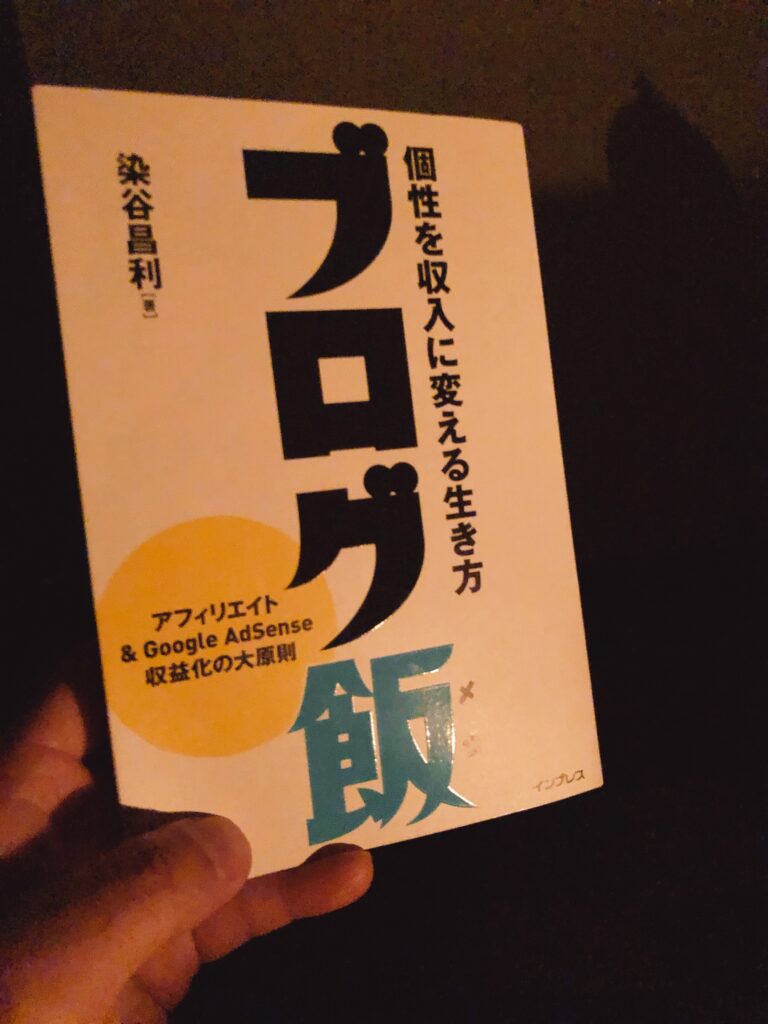 個性を収入に変える生き方
ブログ飯
メシ
染谷昌利[著]
アフィリエイト
& Google AdSense
収益化の大原則
インプレス